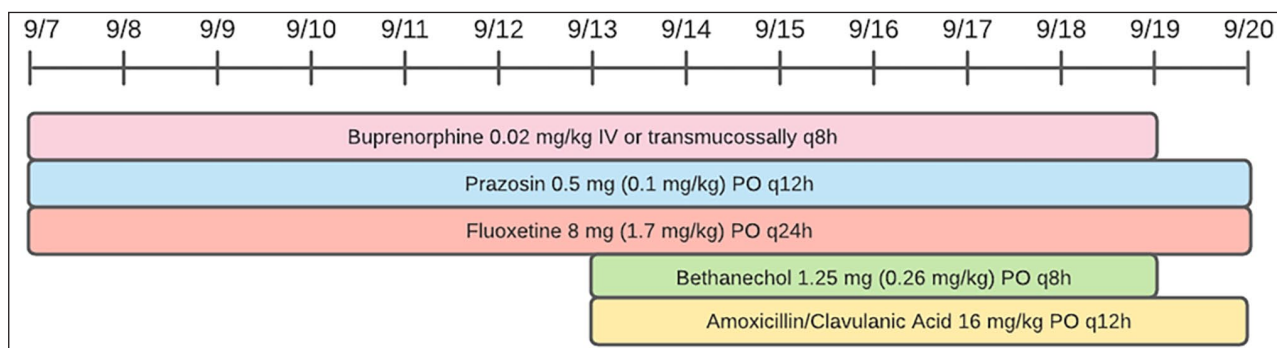 9/7 9/8 9/9 9/10 9/11 9/12 9/13 9/14 9/15 9/16 9/17 9/18 9/19 9/20
Buprenorphine 0.02 mg/kg IV or transmucossally q8h
Prazosin 0.5 mg (0.1 mg/kg) PO q12h
Fluoxetine 8 mg (1.7 mg/kg) PO q24h
Bethanechol 1.25 mg (0.26 mg/kg) PO q8h
Amoxicillin/Clavulanic Acid 16 mg/kg PO q12h